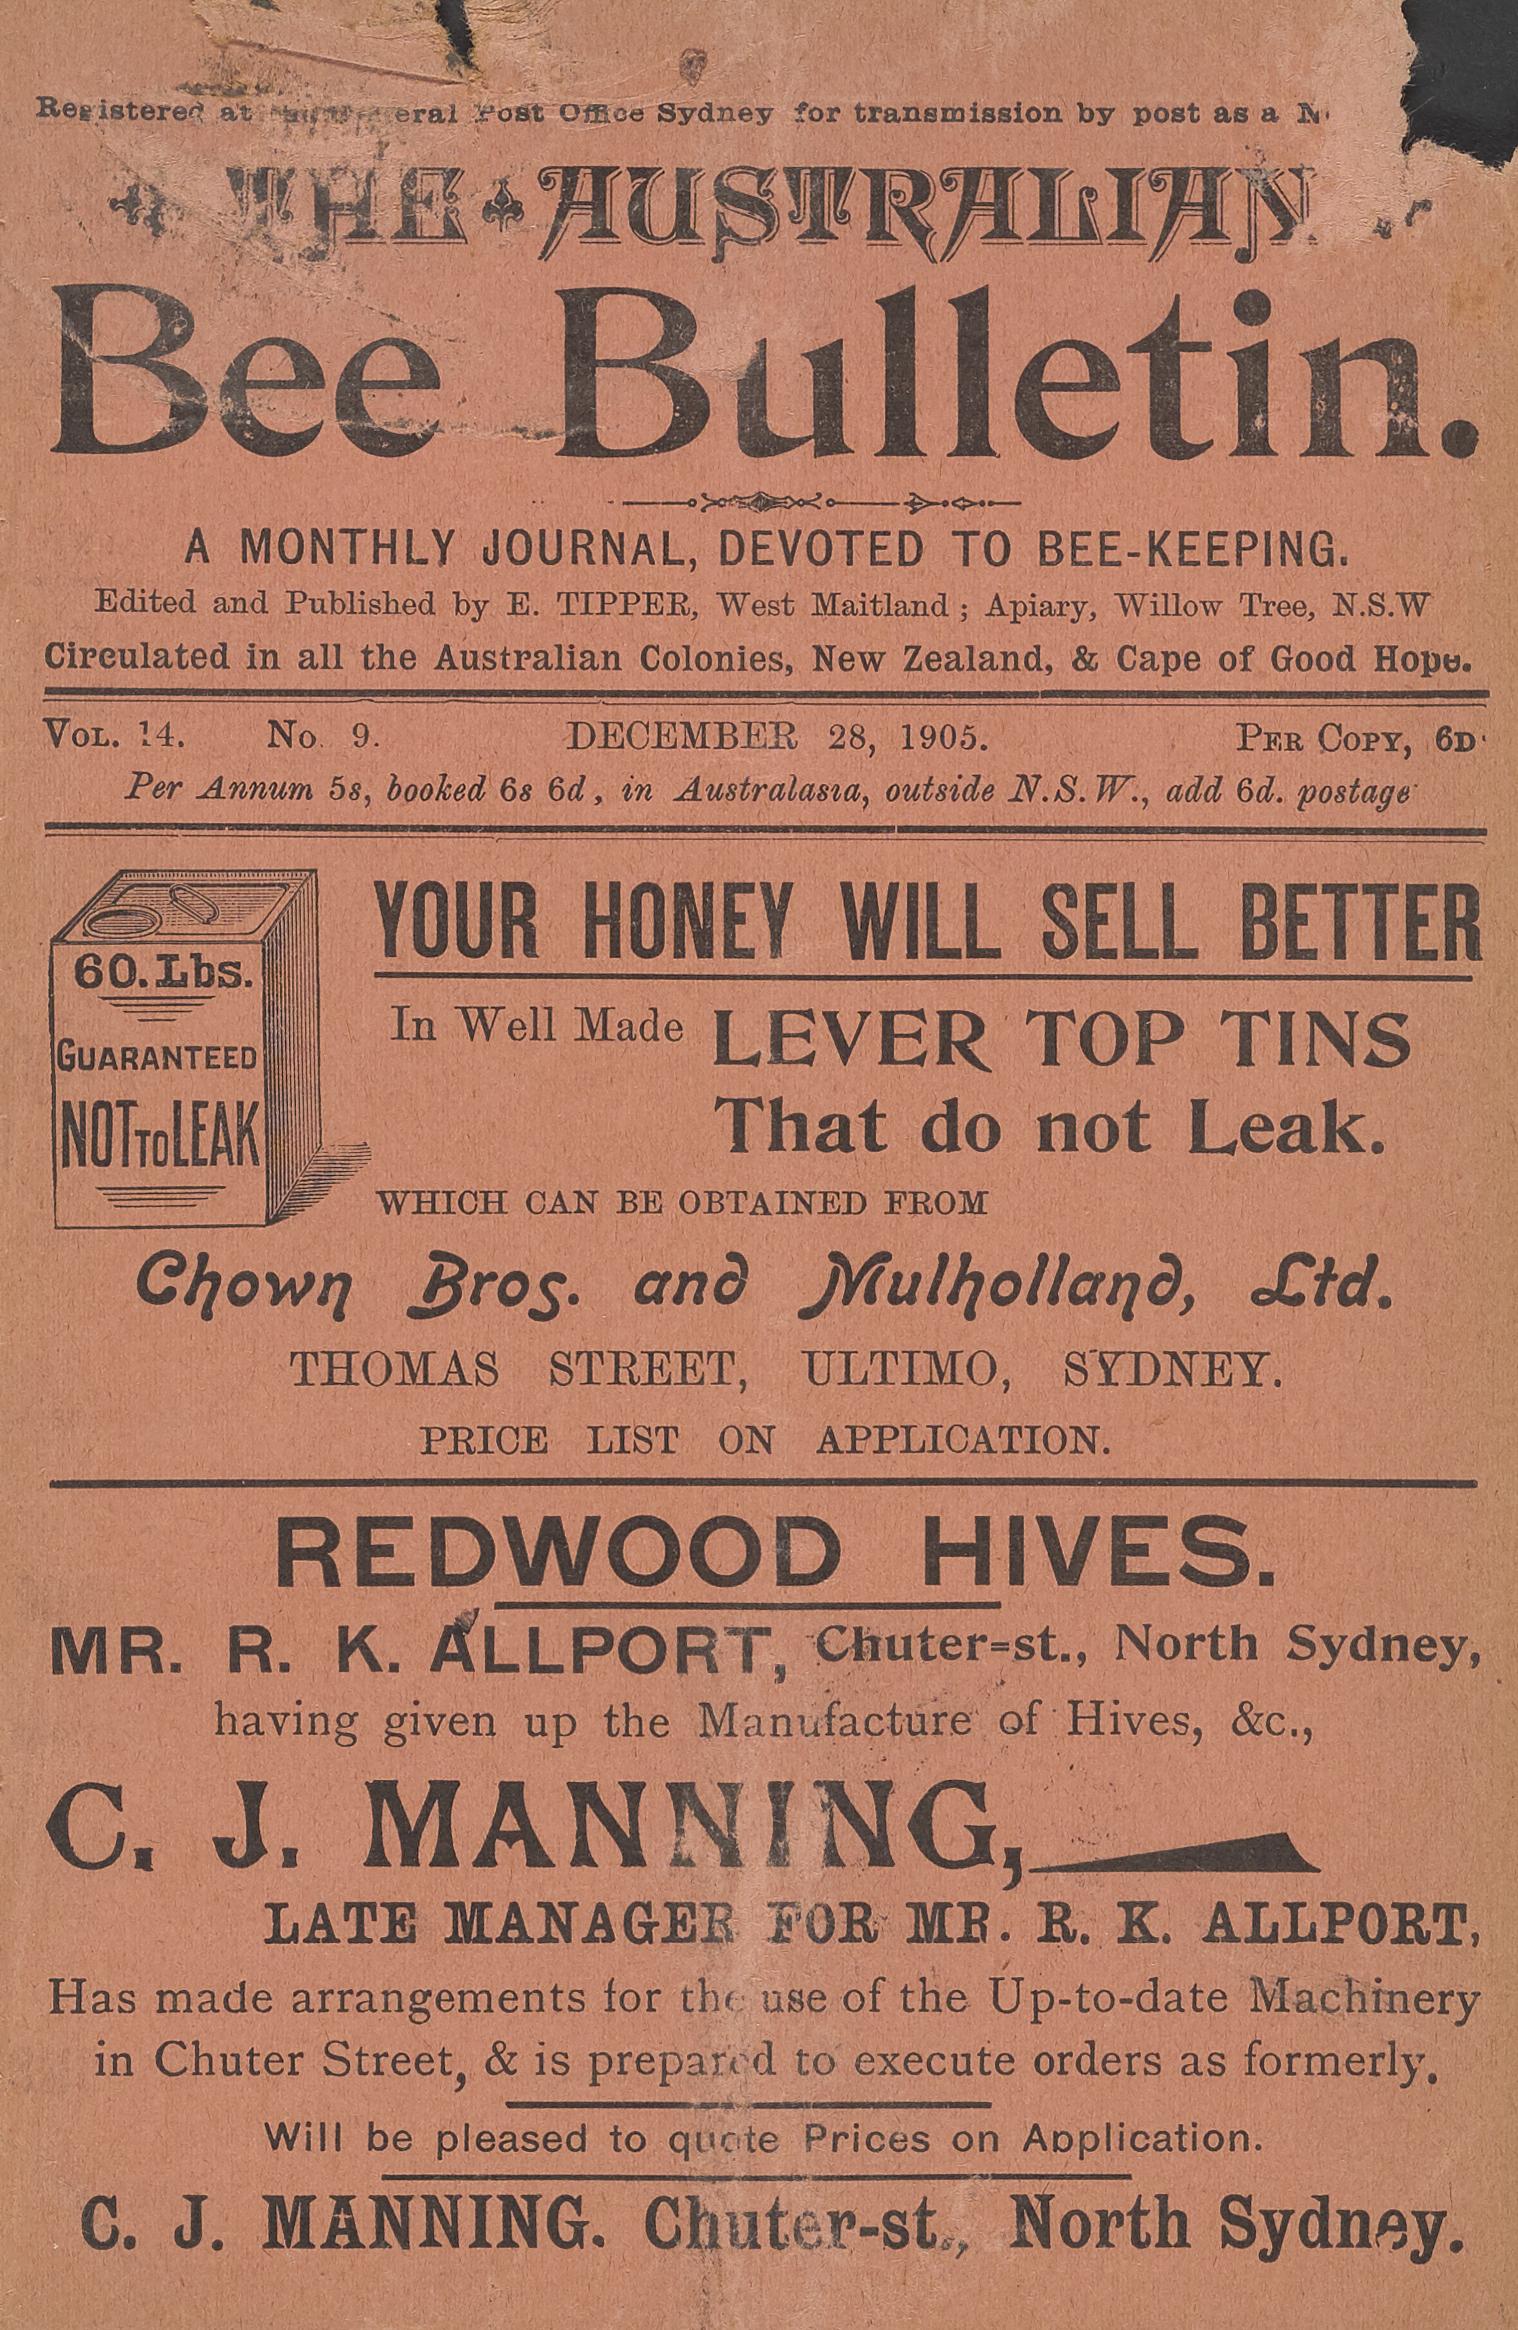 Registered at eral Post Office Sydney for transmission by post as a
THE AUSTRALIAN
Bee Bulletin.
A MONTHLY JOURNAL, DEVOTED TO BEE-KEEPING.
Edited and Published by E. TIPPER, West Maitland; Apiary, Willow Tree, N.S.W
Circulated in all the Australian Colonies, New Zealand, & Cape of Good Hope.
VOL. 14. No. 9. DECEMBER 28, 1905. PER COPY, 6D
Per Annum 5s, booked 6s 6d, in Australasia, outside N.S.W., add 6d. postage
60. Lbs.
GUARANTEED
NOT TO LEAK
YOUR HONEY WILL SELL BETTER
In Well Made LEVER TOP TINS
That do not Leak.
WHICH CAN BE OBTAINED FROM
Chown Bros. and Mulholland, Ltd.
THOMAS STREET, ULTIMO, SYDNEY.
PRICE LIST ON APPLICATION.
REDWOOD HIVES.
MR. R. K. ALLPORT, Chuter=st., North Sydney,
having given up the Manufacture of Hives, &c.,
C. J. MANNING,
LATE MANAGER FOR MR. R. K. ALLPORT,
Has made arrangements for the use of the Up-to-date Machinery
in Chuter Street, & is prepared to execute orders as formerly.
Will be pleased to quote Prices on Application.
C. J. MANNING. Chuter-st., North Sydney.